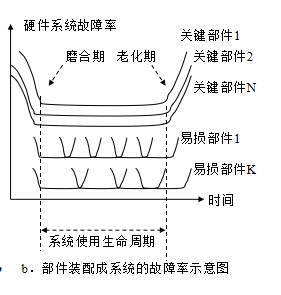 硬件系统故障率
关键部件1
磨合期 老化期
关键部件2
关键部件N
易损部件1
易损部件K
时间
系统使用生命周期
b．部件装配成系统的故障率示意图